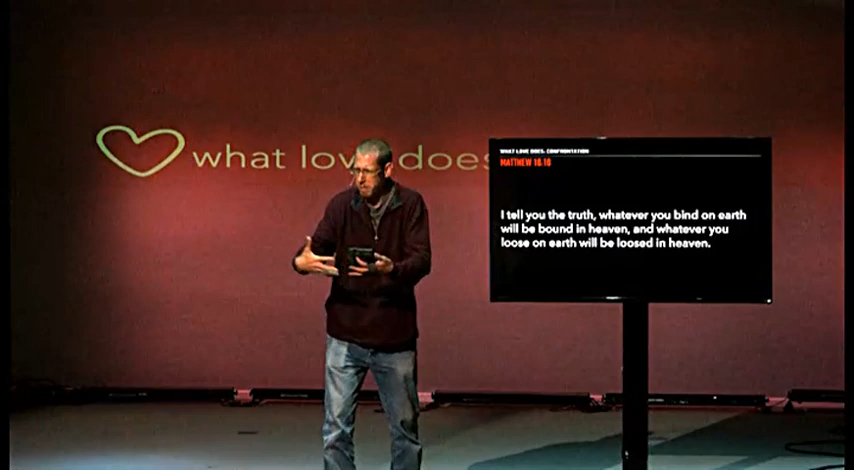 what love does
WHAT LOVE DOES: CONFRONTATION
MATTHEW 18.18
I tell you the truth, whatever you bind on earth
will be bound in heaven, and whatever you
loose on earth will be loosed in heaven.